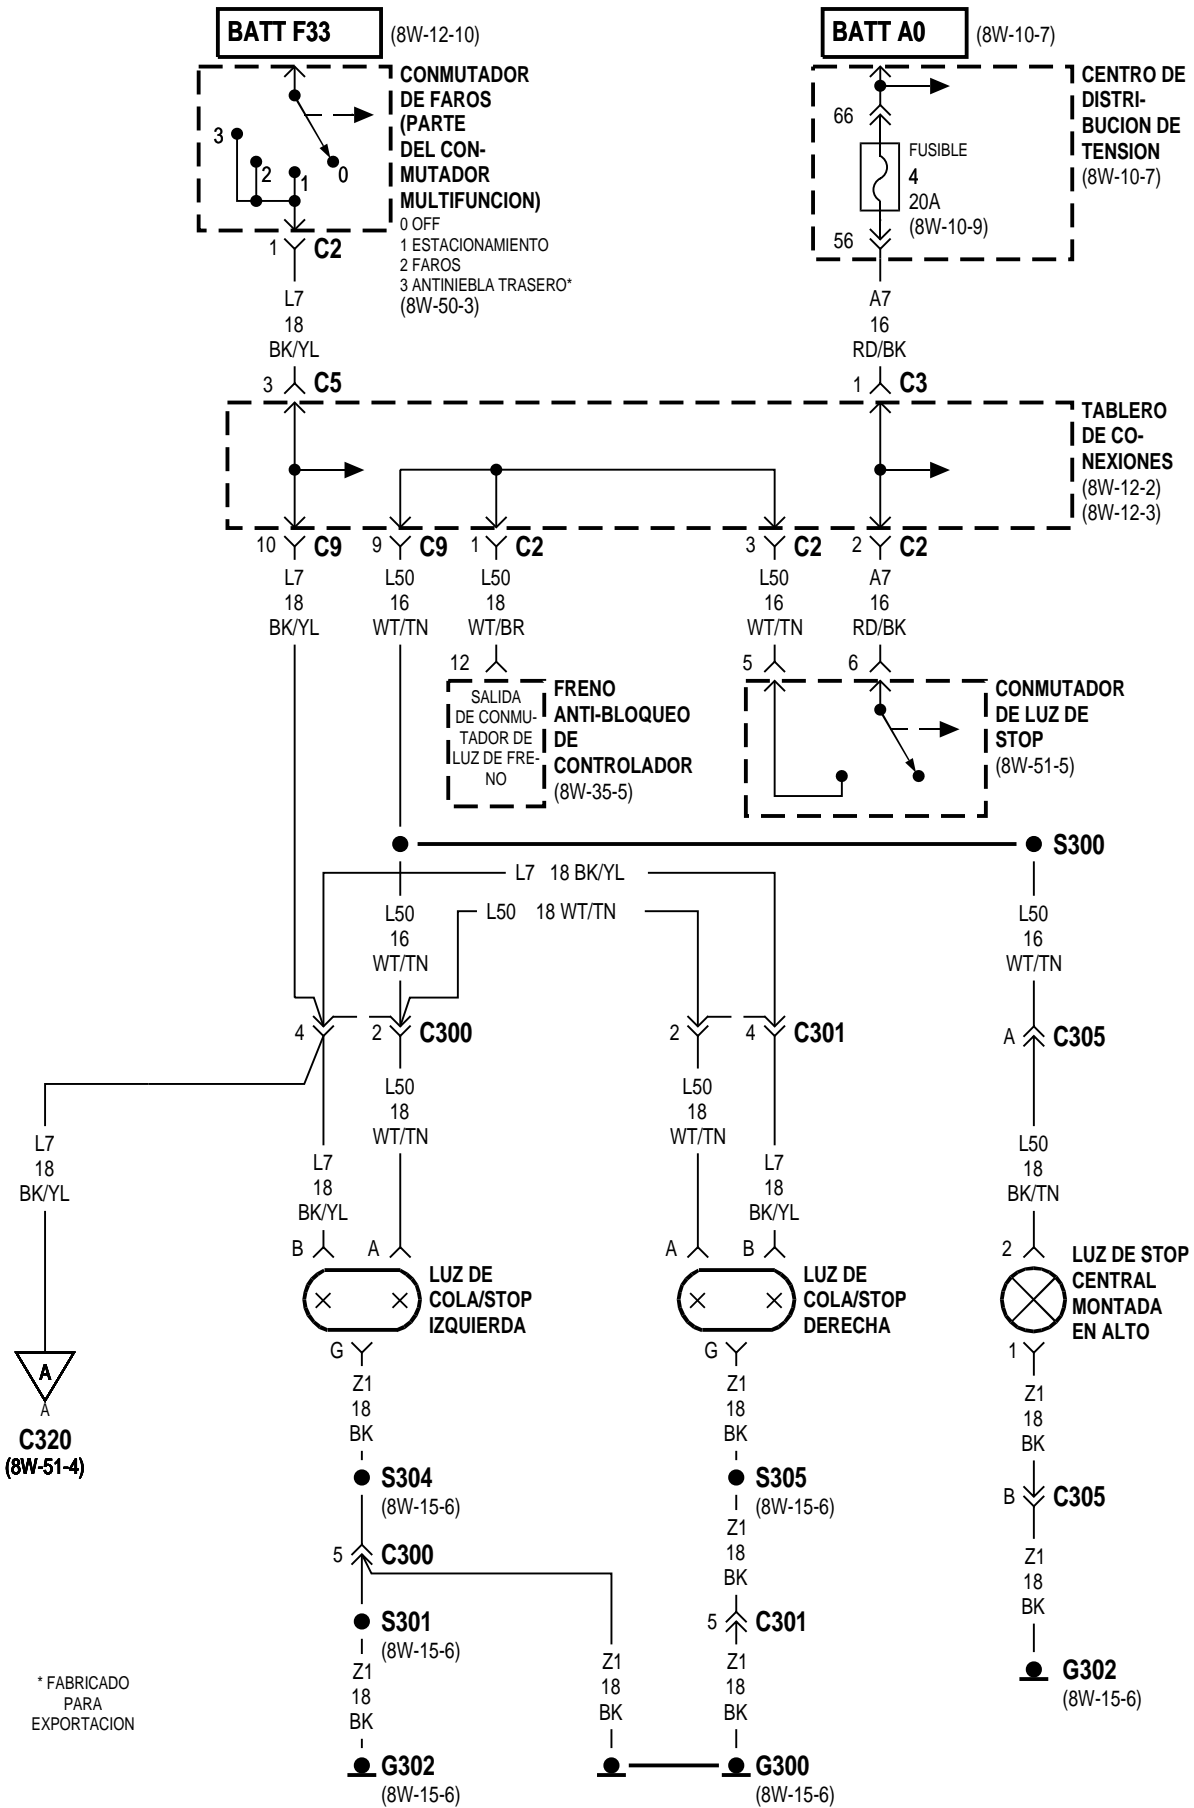 BATT F33
(8W-12-10)
BATT A0
(8W-10-7)
CONMUTADOR
DE FAROS
(PARTE
DEL CON-
MUTADOR
MULTIFUNCION)
0 OFF
1 ESTACIONAMIENTO
2 FAROS
3 ANTINIEBLA TRASERO*
(8W-50-3)
3
2
1
0
1
C2
L7
18
BK/YL
3
C5
66
FUSIBLE
4
20A
(8W-10-9)
56
CENTRO DE
DISTRI-
BUCION DE
TENSION
(8W-10-7)
A7
16
RD/BK
1
C3
TABLERO
DE CO-
NEXIONES
(8W-12-2)
(8W-12-3)
10
C9
9
C9
1
C2
3
C2
2
C2
L7
18
BK/YL
L50
16
WT/TN
L50
18
WT/BR
L50
16
WT/TN
A7
16
RD/BK
12
5
6
SALIDA
DE CONMU-
TADOR DE
LUZ DE FRE-
NO
FRENO
ANTI-BLOQUEO
DE
CONTROLADOR
(8W-35-5)
CONMUTADOR
DE LUZ DE
STOP
(8W-51-5)
S300
L7 18 BK/YL
L50 18 WT/TN
L50
16
WT/TN
L50
16
WT/TN
4
2
C300
2
4
C301
A
C305
L7
18
BK/YL
L50
18
WT/TN
L7
18
BK/YL
L50
18
WT/TN
L7
18
BK/YL
L50
18
BK/TN
B
A
A
B
2
LUZ DE
COLA/STOP
IZQUIERDA
LUZ DE
COLA/STOP
DERECHA
LUZ DE STOP
CENTRAL
MONTADA
EN ALTO
G
G
1
A
A
C320
(8W-51-4)
Z1
18
BK
Z1
18
BK
Z1
18
BK
S304
(8W-15-6)
S305
(8W-15-6)
B
C305
5
C300
Z1
18
BK
Z1
18
BK
S301
(8W-15-6)
5
C301
Z1
18
BK
Z1
18
BK
Z1
18
BK
G302
(8W-15-6)
* FABRICADO
PARA
EXPORTACION
G302
(8W-15-6)
G300
(8W-15-6)